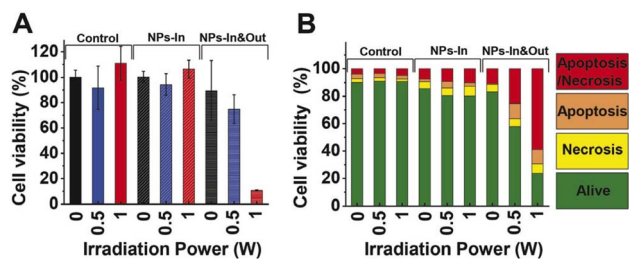 A
Control
NPs-In
NPs-In&Out
Cell viability (%)
120
100
80
60
40
20
0
0
0.5
1
0
0.5
1
0
0.5
1
Irradiation Power (W)
B
Control
NPs-In
NPs-In&Out
Cell viability (%)
100
80
60
40
20
0
0
0.5
1
0
0.5
1
0
0.5
1
Irradiation Power (W)
Apoptosis
/Necrosis
Apoptosis
Necrosis
Alive